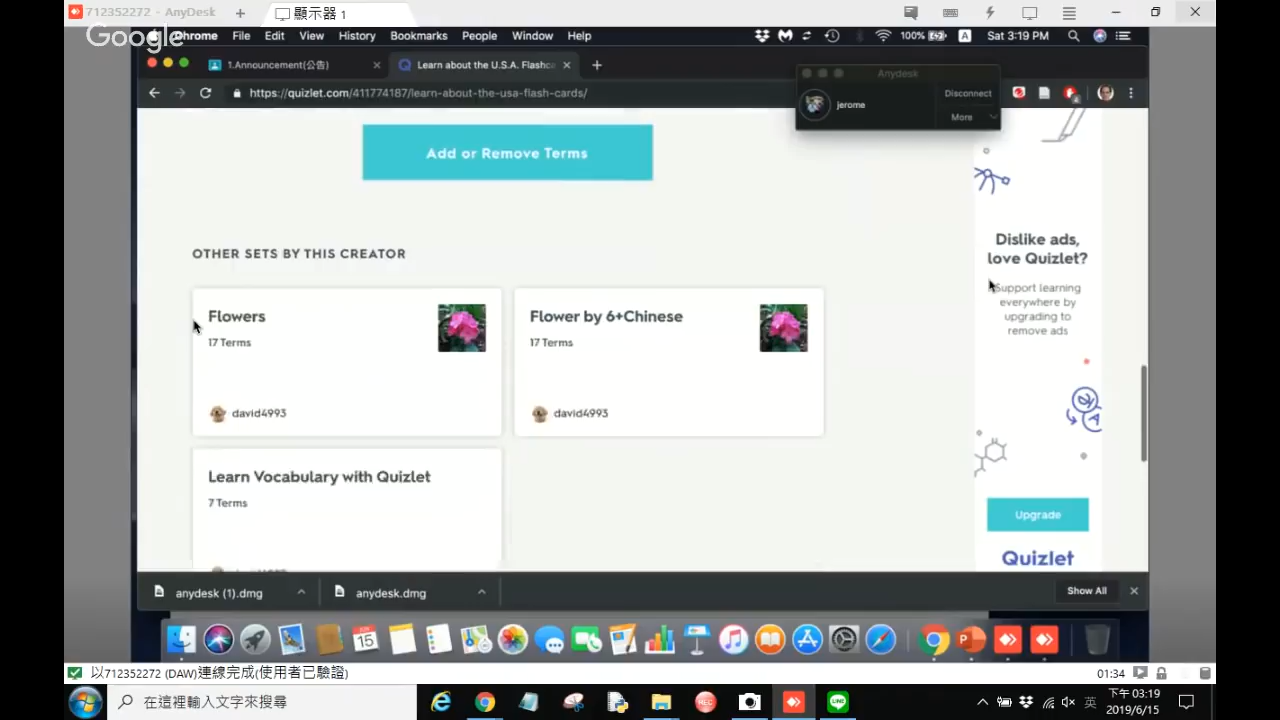 712352272 - AnyDesk
顯示器 1
Google
Chrome File Edit View History Bookmarks People Window Help
100% A Sat 3:19 PM
1.Announcement(公告)
Learn about the U.S.A. Flashca
Anydesk
https://quizlet.com/411774187/learn-about-the-usa-flash-cards/
jerome
Disconnect
More
Add or Remove Terms
OTHER SETS BY THIS CREATOR
Flowers
17 Terms
david4993
Flower by 6+Chinese
17 Terms
david4993
Learn Vocabulary with Quizlet
7 Terms
Dislike ads,
love Quizlet?
Support learning
everywhere by
upgrading to
remove ads
Upgrade
Quizlet
anydesk (1).dmg
anydesk.dmg
Show All
15
以712352272 (DAW)連線完成(使用者已驗證)
01:34
在這裡輸入文字來搜尋
REC
LINE
英
下午 03:19
2019/6/15